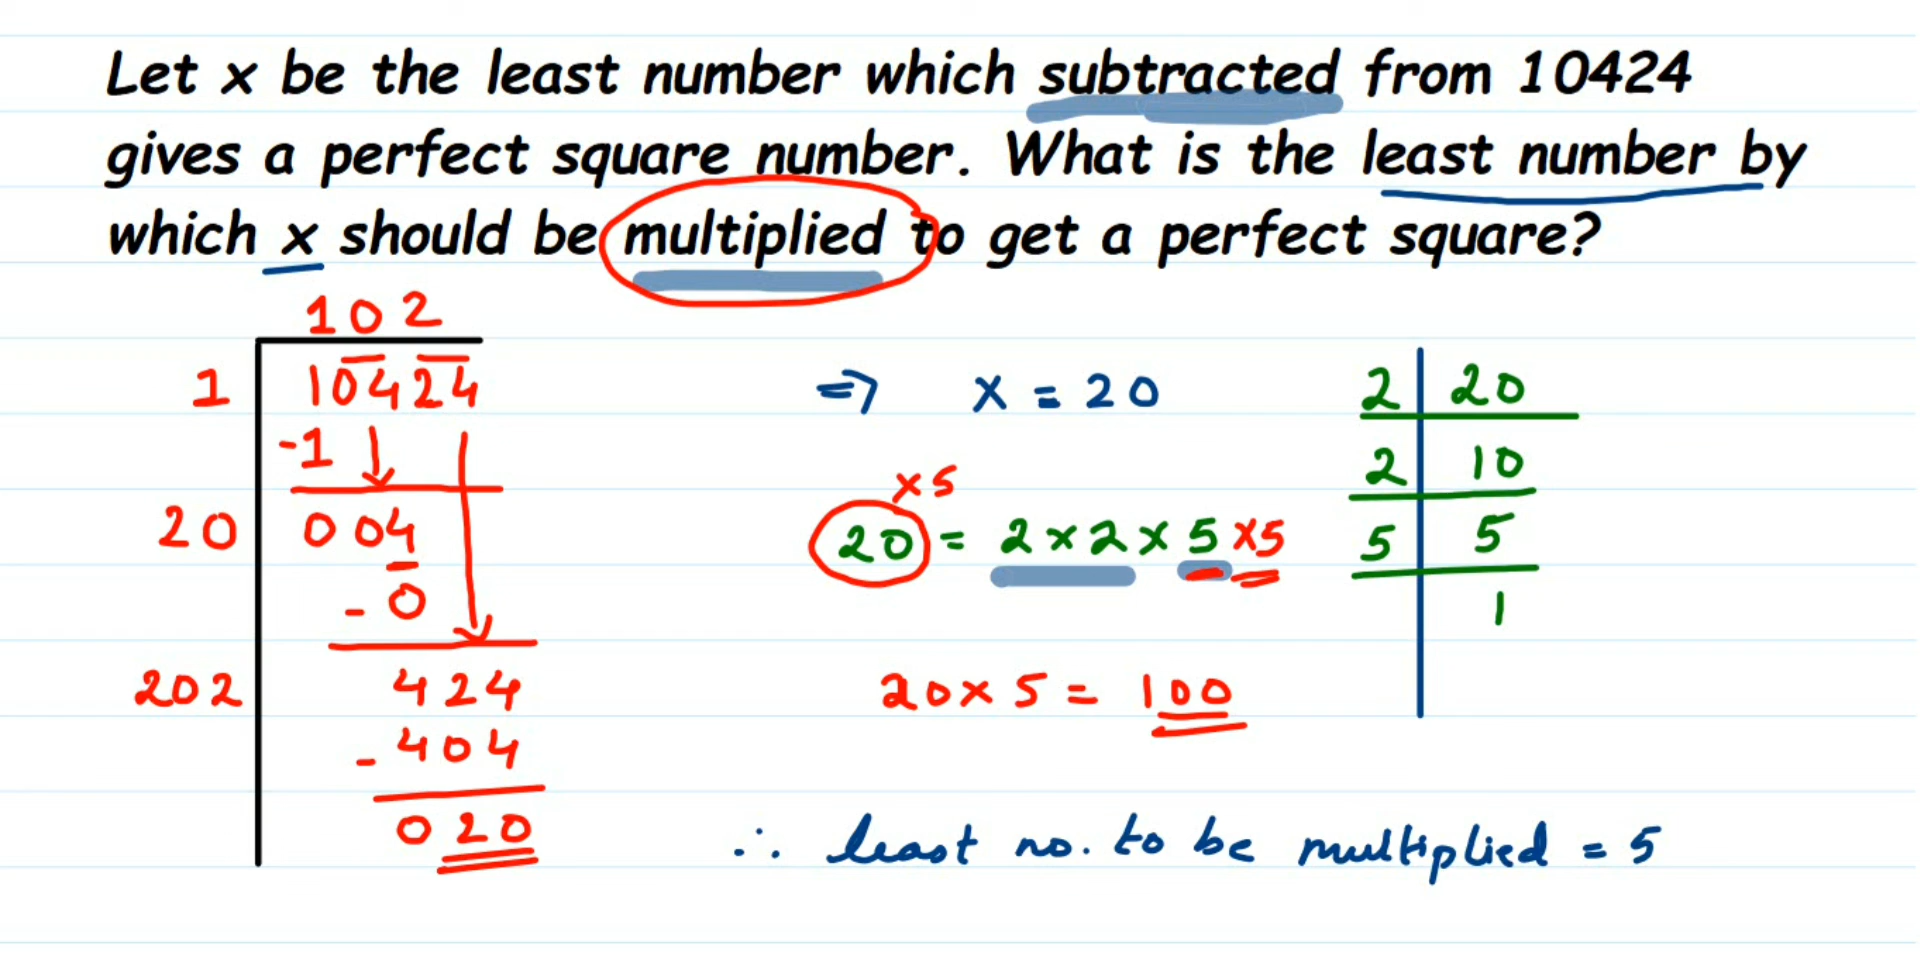 Let x be the least number which subtracted from 10424
gives a perfect square number. What is the least number by
which x should be multiplied to get a perfect square?
102
1 10424
-1
20 004
- 0
202 424
- 404
020
⇒ x = 20
×5
20 = 2 × 2 × 5 ×5
20 × 5 = 100
2 20
2 10
5 5
1
∴ least no. to be multiplied = 5